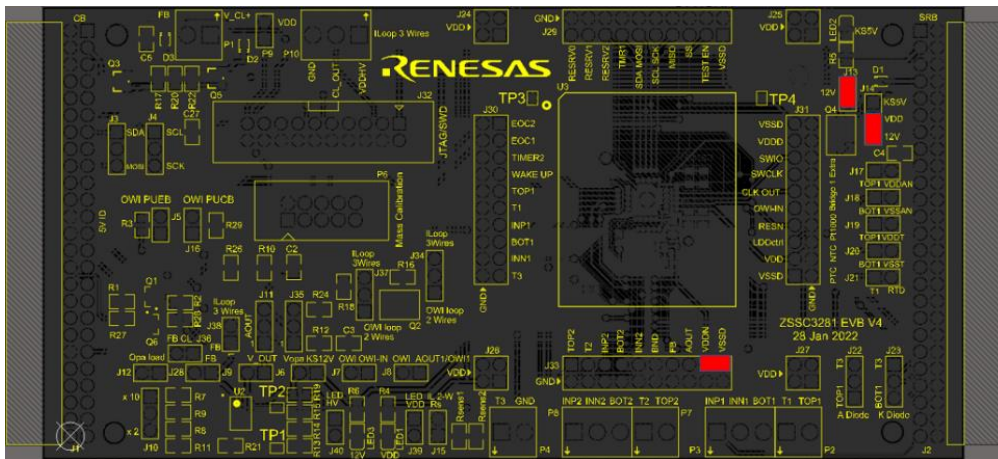 CB
FB
V_CL+
VDD
J24
VDD
GND
J29
J25
VDD
LED2
KS5V
SRB
C5
D3
P1
D2
P9
P10
ILoop 3 Wires
GND
CL_OUT
VDDHV
RENESAS
RESRV0
RESRV1
RESRV2
TMR1
SDA MOSI
SCL SCK
MISO
SS
TEST EN
VSSD
R5
J13
D1
12V
J14
KS5V
VDD
12V
Q3
R17
R20
R22
Q5
J32
JTAG/SWD
TP3
U3
TP4
Q4
C4
J3
J4
SDA
SCL
MOSI
SCK
C27
J30
EOC2
EOC1
TIMER2
WAKE UP
TOP1
T1
INP1
BOT1
INN1
T3
GND
J31
VSSD
VDDD
SWIO
SWCLK
CLK OUT
OWI-IN
RESN
LDDctrl
VDD
VSSD
GND
PTC NTC Pt1000 Bridge 1 Extra
J17
TOP1 VDDAN
J18
BOT1 VSSAN
J19
TOP1 VDDT
J20
BOT1 VSST
J21
T1 RTD
P6
Mass Calibration
OWI PUEB
OWI PUCB
5V IO
R3
J5
J16
R29
R26
R10
C2
ILoop
3Wires
J34
J37
R16
R18
Q2
OWI loop
2 Wires
OWI loop
2 Wires
R1
R27
Q1
Q6
R2
R28
ILoop
3 Wires
J38
J11
AOUT
J35
R24
R12
C3
FB CL
J36
FB
Opa load
J12
J28
J9
V_OUT
J6
Vopa KS12V
J7
OWI OWI-IN
J8
OWI AOUT1/OWI1
J26
VDD
J33
GND
TOP2
T2
INP2
BOT2
INN2
BND
FB
AOUT
VDDN
VSSD
J27
VDD
ZSSC3281 EVB V4
28 Jan 2022
J22
J23
TOP1
T3
A Diode
BOT1
T3
K Diode
x 10
x 2
J10
R7
R9
R8
R11
U2
TP2
TP1
R21
R19
R15
R14
R13
LED
HV
J40
R6
LED3
12V
R4
LED1
VDD
LED
VDD
J39
IL 2-W
J15
Rsens1
Rsens2
T3 GND
P4
P8
INP2 INN2 BOT2
T2 TOP2
P7
P3
INP1 INN1 BOT1
T1 TOP1
P2
J1
J2